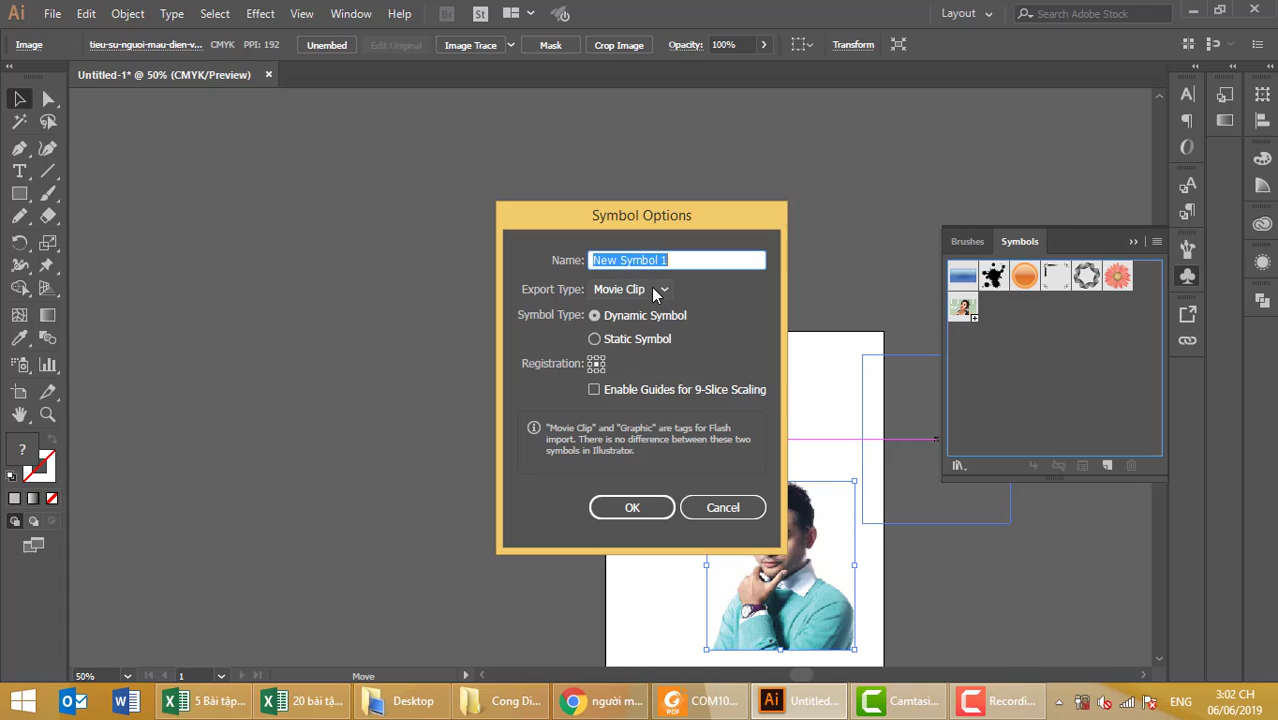 Ai File Edit Object Type Select Effect View Window Help Br St Layout Search Adobe Stock
Image tieu-su-nguoi-mau-dien-v... CMYK PPI: 192 Unembed Edit Original Image Trace Mask Crop Image Opacity: 100% Transform
Untitled-1* @ 50% (CMYK/Preview)
Symbol Options
Name: New Symbol 1
Export Type: Movie Clip
Symbol Type: Dynamic Symbol
Static Symbol
Registration:
Enable Guides for 9-Slice Scaling
"Movie Clip" and "Graphic" are tags for Flash
import. There is no difference between these two
symbols in Illustrator.
OK Cancel
Brushes Symbols
?
50% 1 Move
5 Bài tập... 20 bài tập... Desktop Cong Di... người m... COM10... Untitled... Camtasi... Recordi... ENG 3:02 CH
06/06/2019